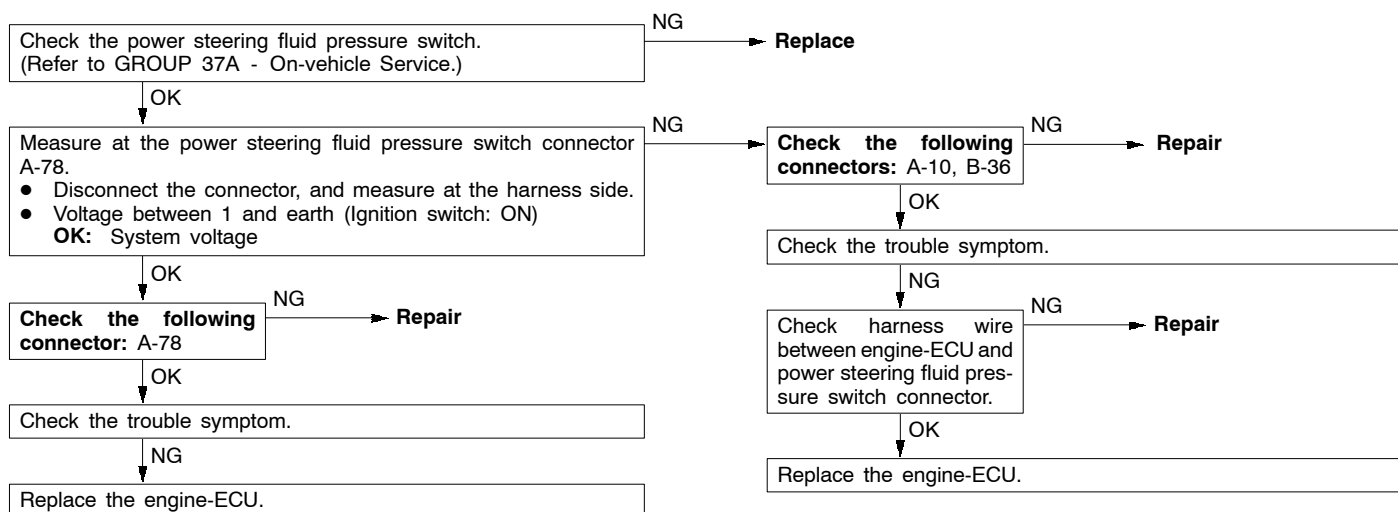 Check the power steering fluid pressure switch.
(Refer to GROUP 37A - On-vehicle Service.)
NG
Replace
OK
Measure at the power steering fluid pressure switch connector
A-78.
● Disconnect the connector, and measure at the harness side.
● Voltage between 1 and earth (Ignition switch: ON)
OK: System voltage
NG
Check the following
connectors: A-10, B-36
NG
Repair
OK
Check the trouble symptom.
NG
Check harness wire
between engine-ECU and
power steering fluid pres-
sure switch connector.
NG
Repair
OK
Replace the engine-ECU.
OK
Check the following
connector: A-78
NG
Repair
OK
Check the trouble symptom.
NG
Replace the engine-ECU.